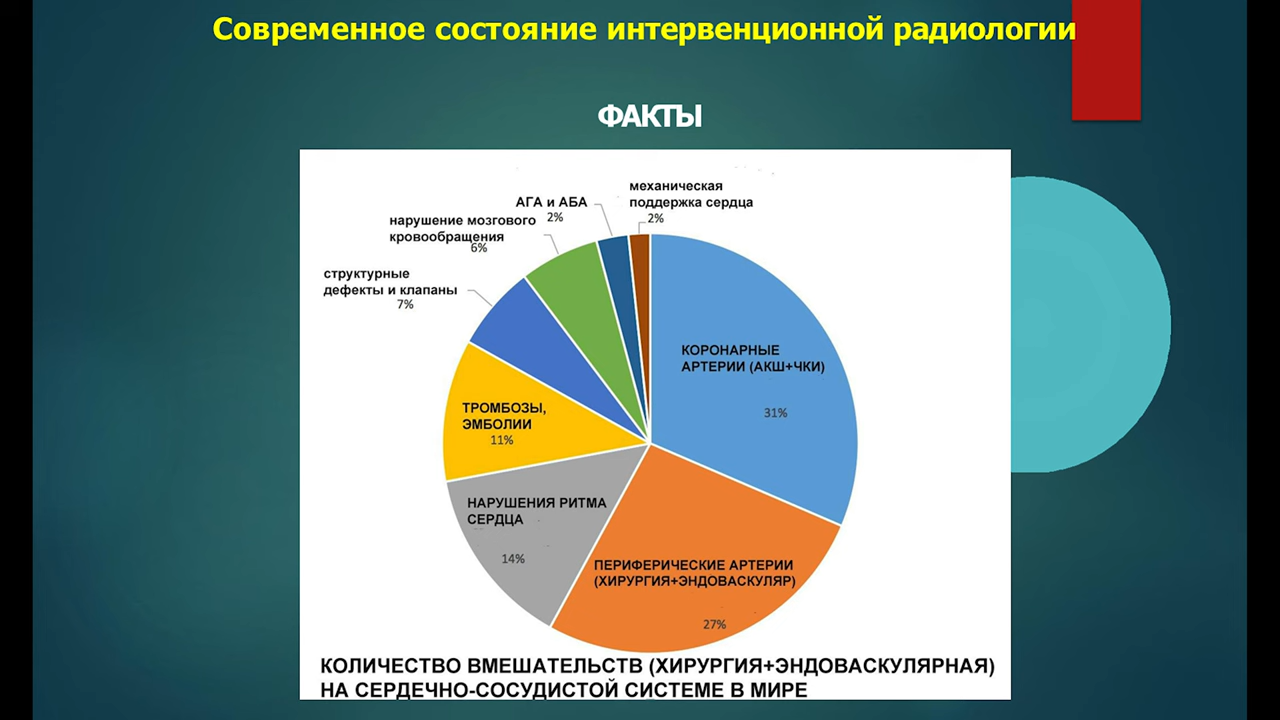 Современное состояние интервенционной радиологии
ФАКТЫ
механическая
поддержка сердца
2%
АГА и АБА
2%
нарушение мозгового
кровообращения
6%
структурные
дефекты и клапаны
7%
КОРОНАРНЫЕ
АРТЕРИИ (АКШ+ЧКИ)
31%
ТРОМБОЗЫ,
ЭМБОЛИИ
11%
НАРУШЕНИЯ РИТМА
СЕРДЦА
14%
ПЕРИФЕРИЧЕСКИЕ АРТЕРИИ
(ХИРУРГИЯ+ЭНДОВАСКУЛЯР)
27%
КОЛИЧЕСТВО ВМЕШАТЕЛЬСТВ (ХИРУРГИЯ+ЭНДОВАСКУЛЯРНАЯ)
НА СЕРДЕЧНО-СОСУДИСТОЙ СИСТЕМЕ В МИРЕ